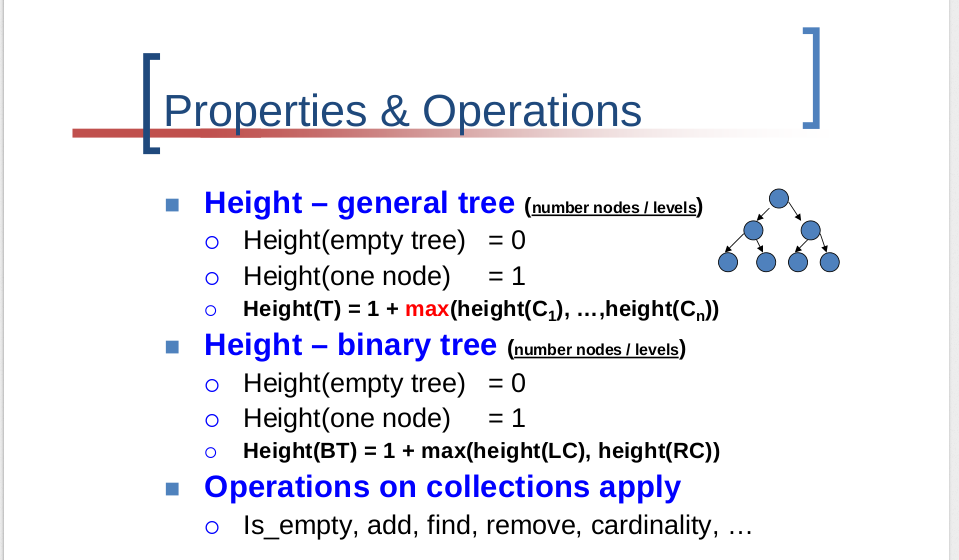 Properties & Operations
Height – general tree (number nodes / levels)
Height(empty tree) = 0
Height(one node) = 1
Height(T) = 1 + max(height(C1), …,height(Cn))
Height – binary tree (number nodes / levels)
Height(empty tree) = 0
Height(one node) = 1
Height(BT) = 1 + max(height(LC), height(RC))
Operations on collections apply
Is_empty, add, find, remove, cardinality, …